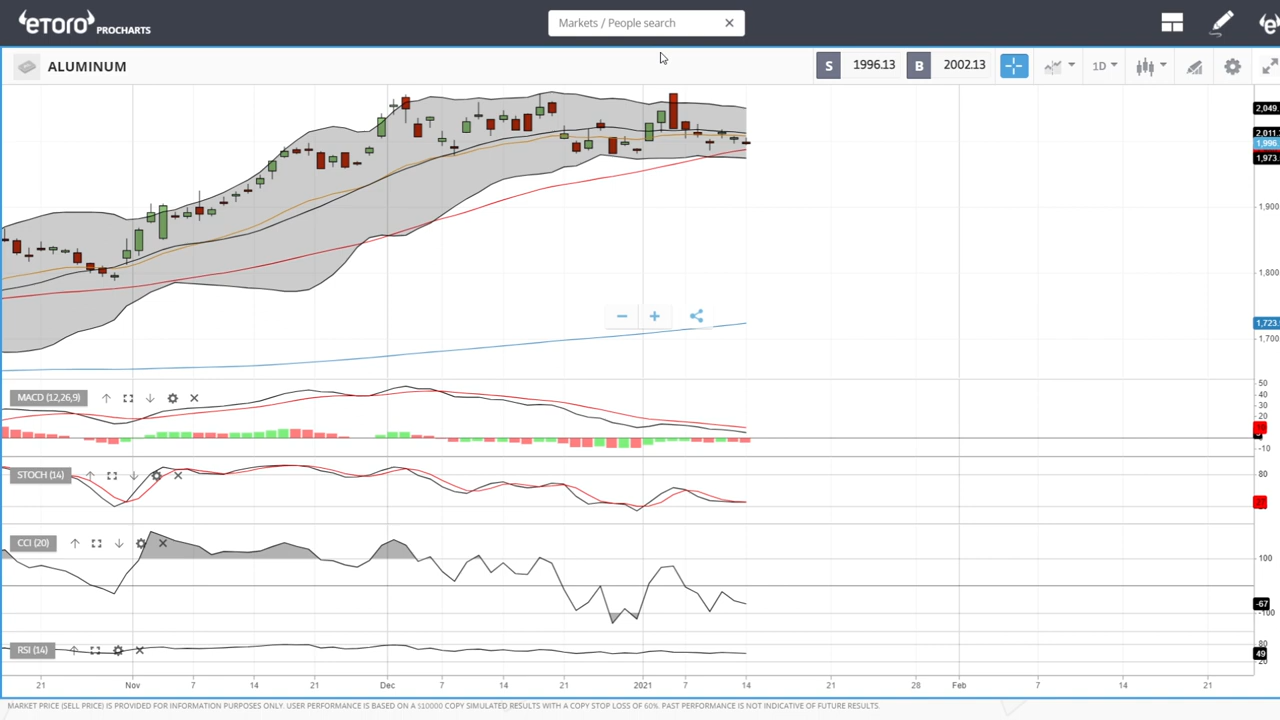 eToro PROCHARTS
Markets / People search
ALUMINUM
S 1996.13 B 2002.13
1D
2,049.
2,011.
1,996
1,973.
1,900
1,800
1,723.
1,700
MACD (12,26,9)
50
40
30
20
-10
STOCH (14)
80
CCI (20)
100
-67
-100
RSI (14)
80
49
20
21 Nov 7 14 21 Dec 7 14 21 2021 7 14 21 28 Feb 7 14 21
MARKET PRICE (SELL PRICE) IS PROVIDED FOR INFORMATION PURPOSES ONLY. USER PERFORMANCE IS BASED ON A $10000 COPY SIMULATED RESULTS WITH A COPY STOP LOSS OF 60%. PAST PERFORMANCE IS NOT INDICATIVE OF FUTURE RESULTS.